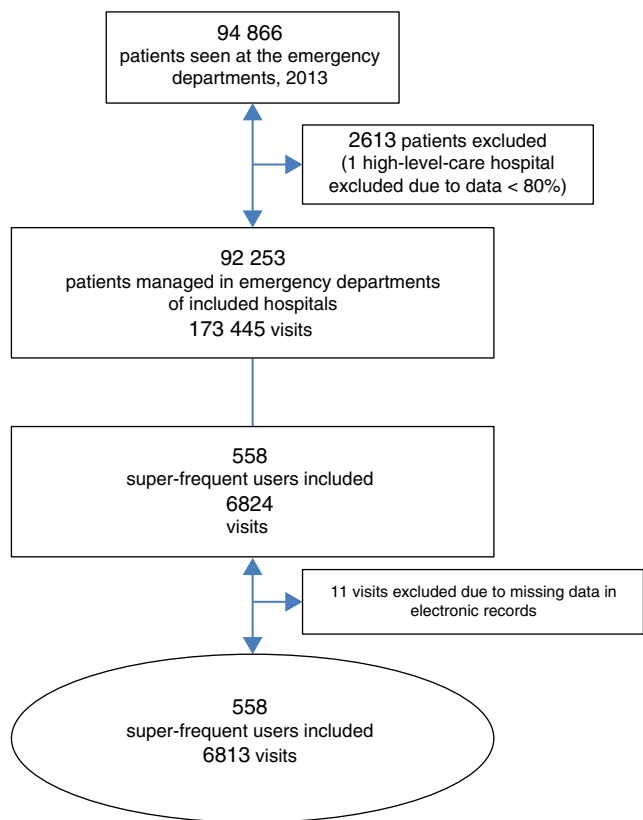 94 866
patients seen at the emergency
departments, 2013
2613 patients excluded
(1 high-level-care hospital
excluded due to data < 80%)
92 253
patients managed in emergency departments
of included hospitals
173 445 visits
558
super-frequent users included
6824
visits
11 visits excluded due to missing data in
electronic records
558
super-frequent users included
6813 visits